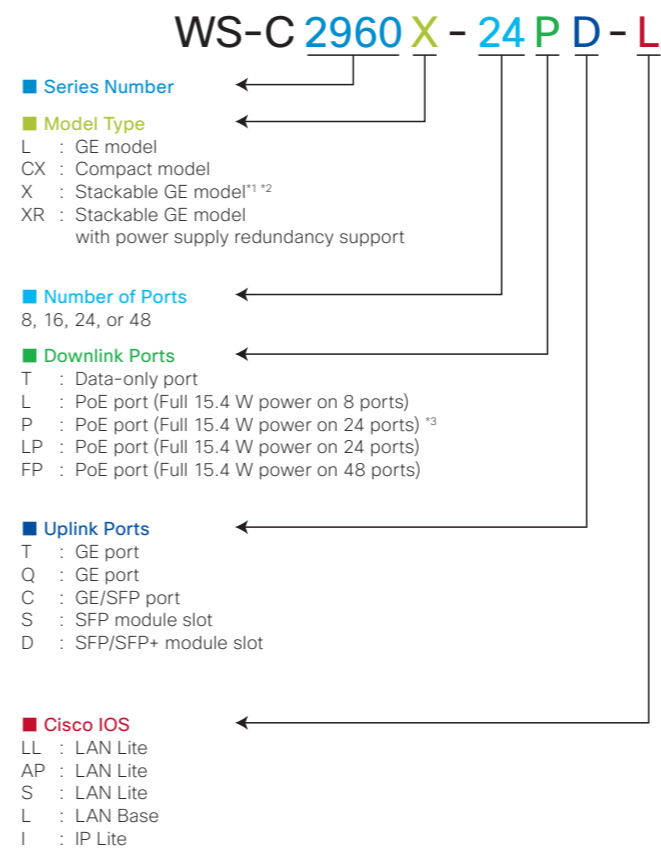 WS-C 2960 X - 24 P D - L
■ Series Number
■ Model Type
L : GE model
CX : Compact model
X : Stackable GE model*1 *2
XR : Stackable GE model
with power supply redundancy support
■ Number of Ports
8, 16, 24, or 48
■ Downlink Ports
T : Data-only port
L : PoE port (Full 15.4 W power on 8 ports)
P : PoE port (Full 15.4 W power on 24 ports) *3
LP : PoE port (Full 15.4 W power on 24 ports)
FP : PoE port (Full 15.4 W power on 48 ports)
■ Uplink Ports
T : GE port
Q : GE port
C : GE/SFP port
S : SFP module slot
D : SFP/SFP+ module slot
■ Cisco IOS
LL : LAN Lite
AP : LAN Lite
S : LAN Lite
L : LAN Base
I : IP Lite